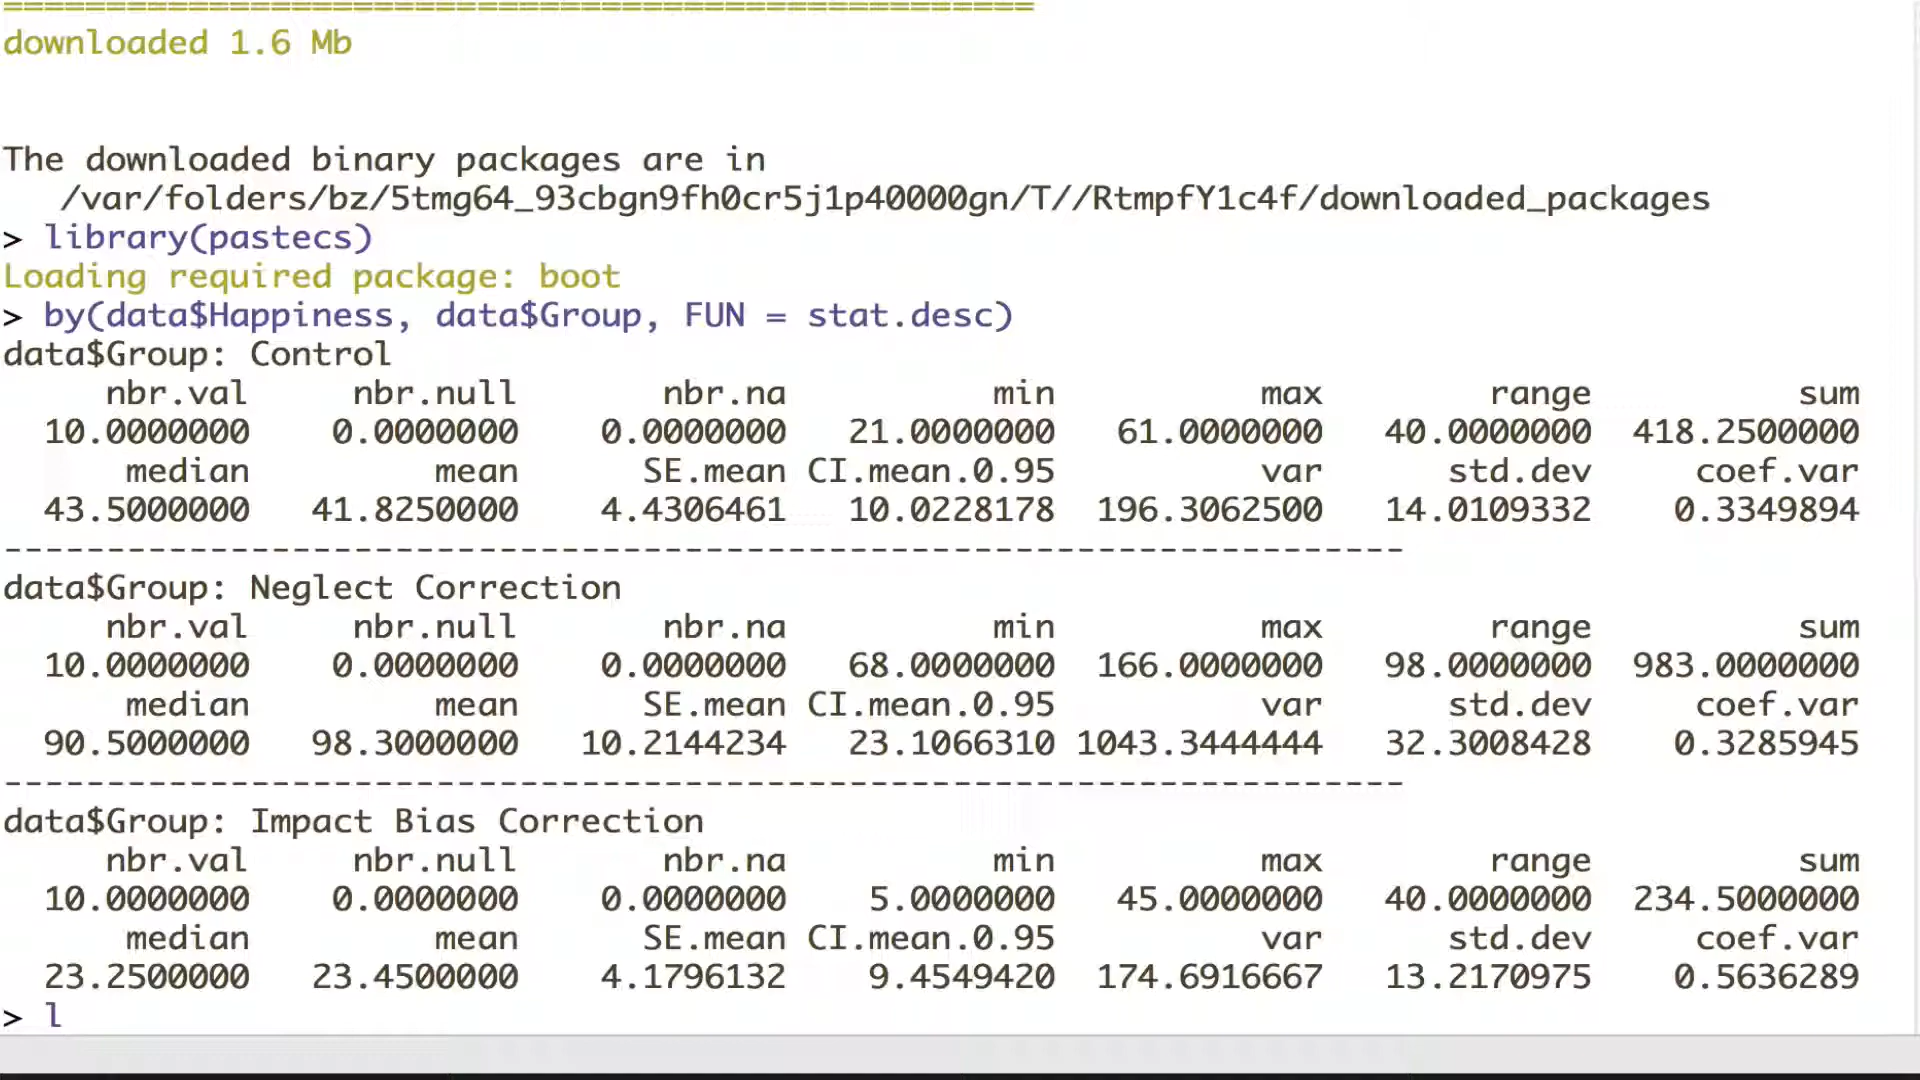 downloaded 1.6 Mb
The downloaded binary packages are in
/var/folders/bz/5tmg64_93cbgn9fh0cr5j1p40000gn/T//RtmpfY1c4f/downloaded_packages
> library(pastecs)
Loading required package: boot
> by(data$Happiness, data$Group, FUN = stat.desc)
data$Group: Control
nbr.val nbr.null nbr.na min max range sum
10.0000000 0.0000000 0.0000000 21.0000000 61.0000000 40.0000000 418.2500000
median mean SE.mean CI.mean.0.95 var std.dev coef.var
43.5000000 41.8250000 4.4306461 10.0228178 196.3062500 14.0109332 0.3349894
--------------------------------------------------------------------
data$Group: Neglect Correction
nbr.val nbr.null nbr.na min max range sum
10.0000000 0.0000000 0.0000000 68.0000000 166.0000000 98.0000000 983.0000000
median mean SE.mean CI.mean.0.95 var std.dev coef.var
90.5000000 98.3000000 10.2144234 23.1066310 1043.3444444 32.3008428 0.3285945
--------------------------------------------------------------------
data$Group: Impact Bias Correction
nbr.val nbr.null nbr.na min max range sum
10.0000000 0.0000000 0.0000000 5.0000000 45.0000000 40.0000000 234.5000000
median mean SE.mean CI.mean.0.95 var std.dev coef.var
23.2500000 23.4500000 4.1796132 9.4549420 174.6916667 13.2170975 0.5636289
> l